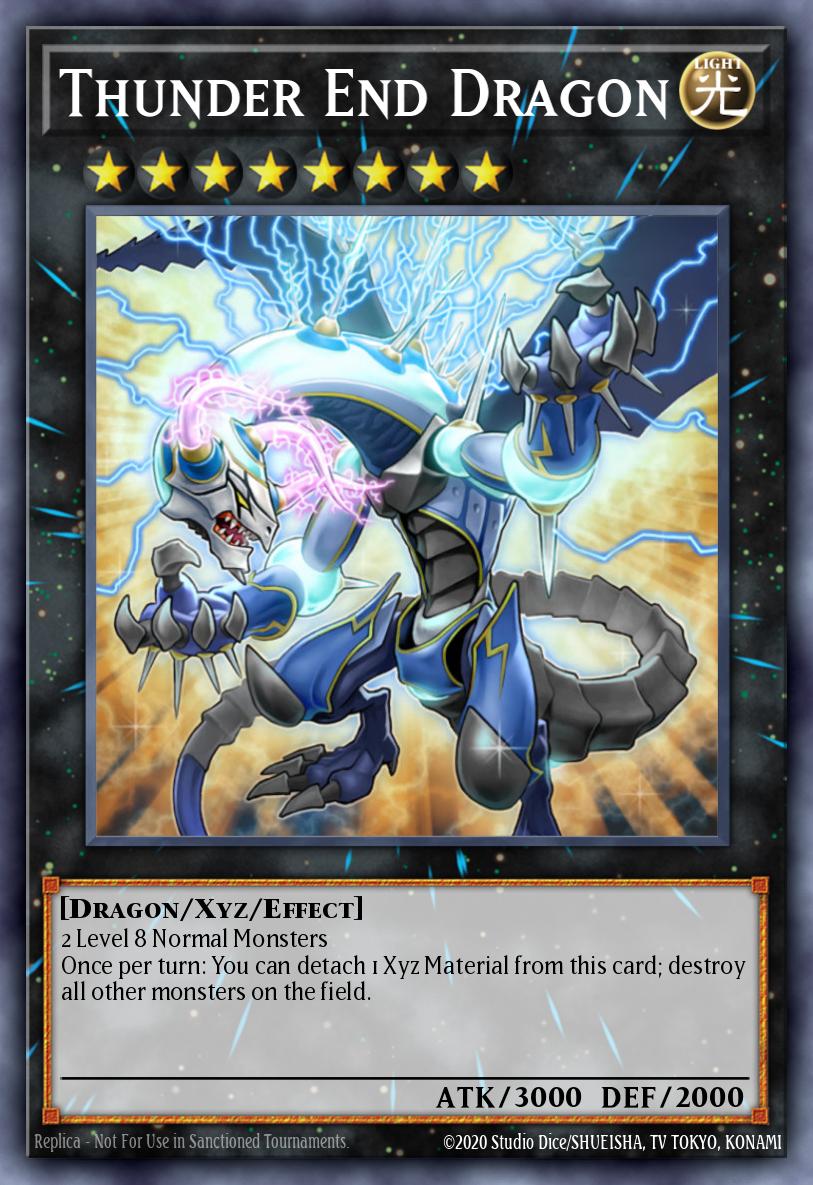 Thunder End Dragon
LIGHT
光
[Dragon/Xyz/Effect]
2 Level 8 Normal Monsters
Once per turn: You can detach 1 Xyz Material from this card; destroy
all other monsters on the field.
ATK/3000 DEF/2000
Replica - Not For Use in Sanctioned Tournaments.
©2020 Studio Dice/SHUEISHA, TV TOKYO, KONAMI